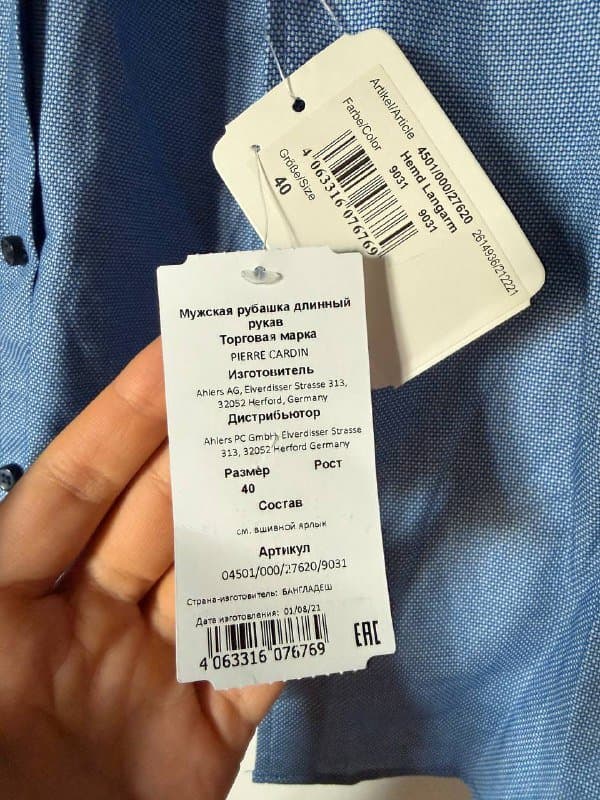 Artikel/Article
4501/000/27620
Hemd Langarm
Farbe/Color
9031
9031
4 063316 076769
Größe/Size
40
2614936/212221
Мужская рубашка длинный
рукав
Торговая марка
PIERRE CARDIN
Изготовитель
Ahlers AG, Elverdisser Strasse 313,
32052 Herford, Germany
Дистрибьютор
Ahlers PC GmbH, Elverdisser Strasse
313, 32052 Herford Germany
Размер Рост
40
Состав
см. вшивной ярлык
Артикул
04501/000/27620/9031
Страна-изготовитель: БАНГЛАДЕШ
Дата изготовления: 01/08/21
4 063316 076769
EAC